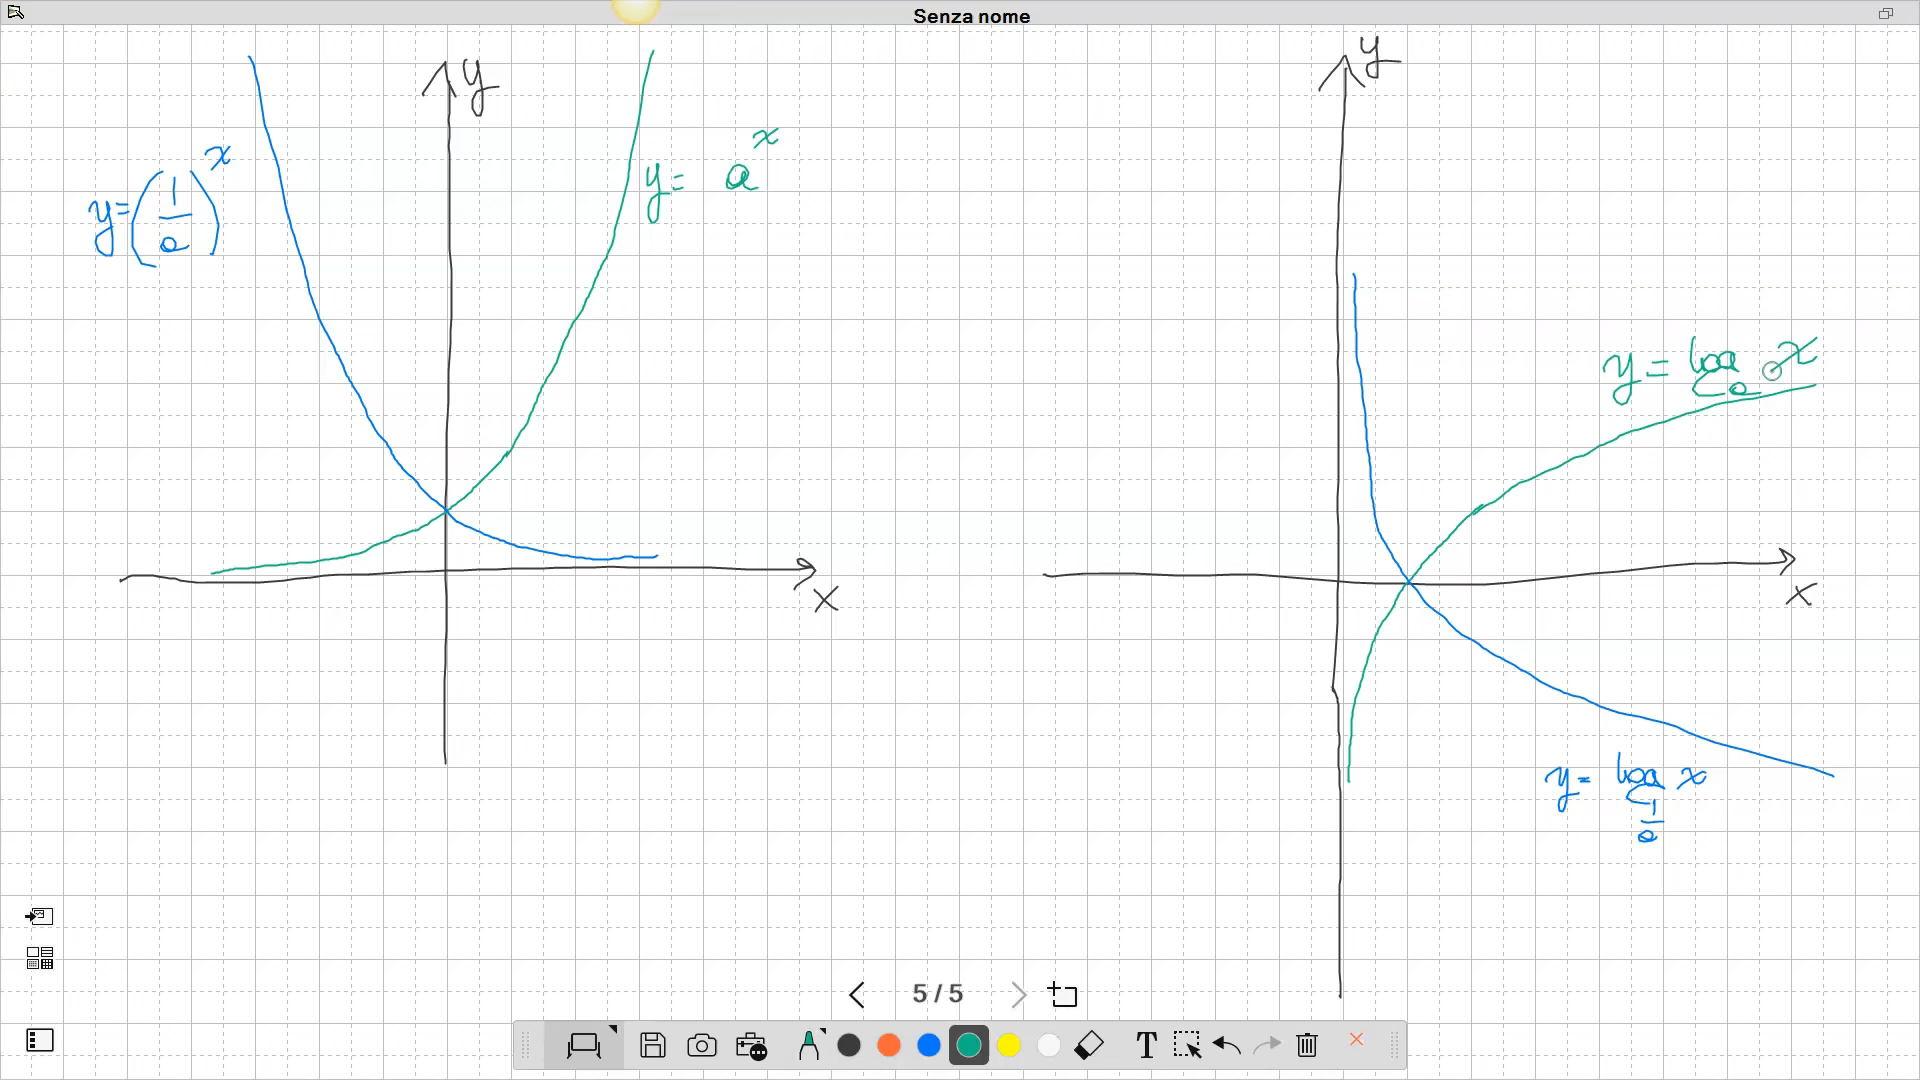 Senza nome
y
y = (1/a)^x
y = a^x
x
y
y = log_a x
x
y = log_{1/a} x
5 / 5
T